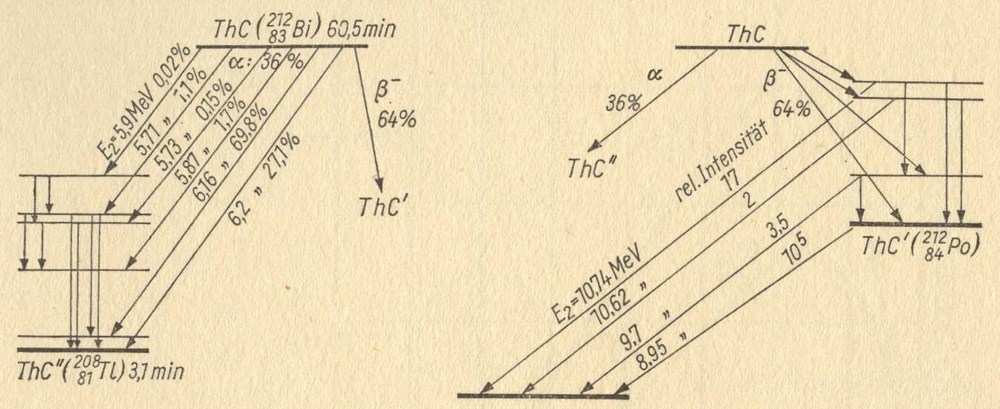 ThC (²¹²₈₃Bi) 60,5 min
α: 36 %
E₂=5,9 MeV 0,02%
5,71 „ 1,1%
5,73 „ 0,15%
5,87 „ 1,7%
6,16 „ 69,8%
6,2 „ 27,1%
β⁻
64%
ThC′
ThC″(²⁰⁸₈₁Tl) 3,1 min
ThC
α
36%
ThC″
β⁻
64%
rel. Intensität
E₂=10,74 MeV 17
10,62 „ 2
9,7 „ 3,5
8,95 „ 10⁵
ThC′(²¹²₈₄Po)